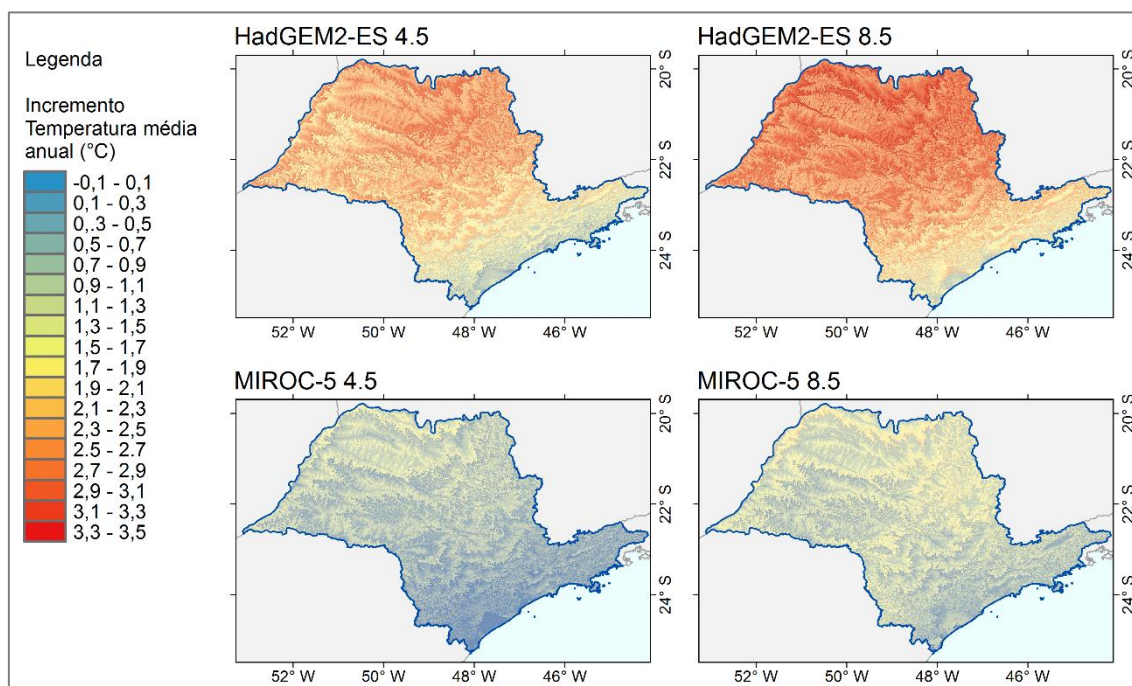 Legenda
Incremento
Temperatura média
anual (°C)
-0,1 - 0,1
0,1 - 0,3
0,.3 - 0,5
0,5 - 0,7
0,7 - 0,9
0,9 - 1,1
1,1 - 1,3
1,3 - 1,5
1,5 - 1,7
1,7 - 1,9
1,9 - 2,1
2,1 - 2,3
2,3 - 2,5
2,5 - 2,7
2,7 - 2,9
2,9 - 3,1
3,1 - 3,3
3,3 - 3,5
HadGEM2-ES 4.5
20° S
22° S
24° S
52° W 50° W 48° W 46° W
HadGEM2-ES 8.5
20° S
22° S
24° S
52° W 50° W 48° W 46° W
MIROC-5 4.5
20° S
22° S
24° S
52° W 50° W 48° W 46° W
MIROC-5 8.5
20° S
22° S
24° S
52° W 50° W 48° W 46° W